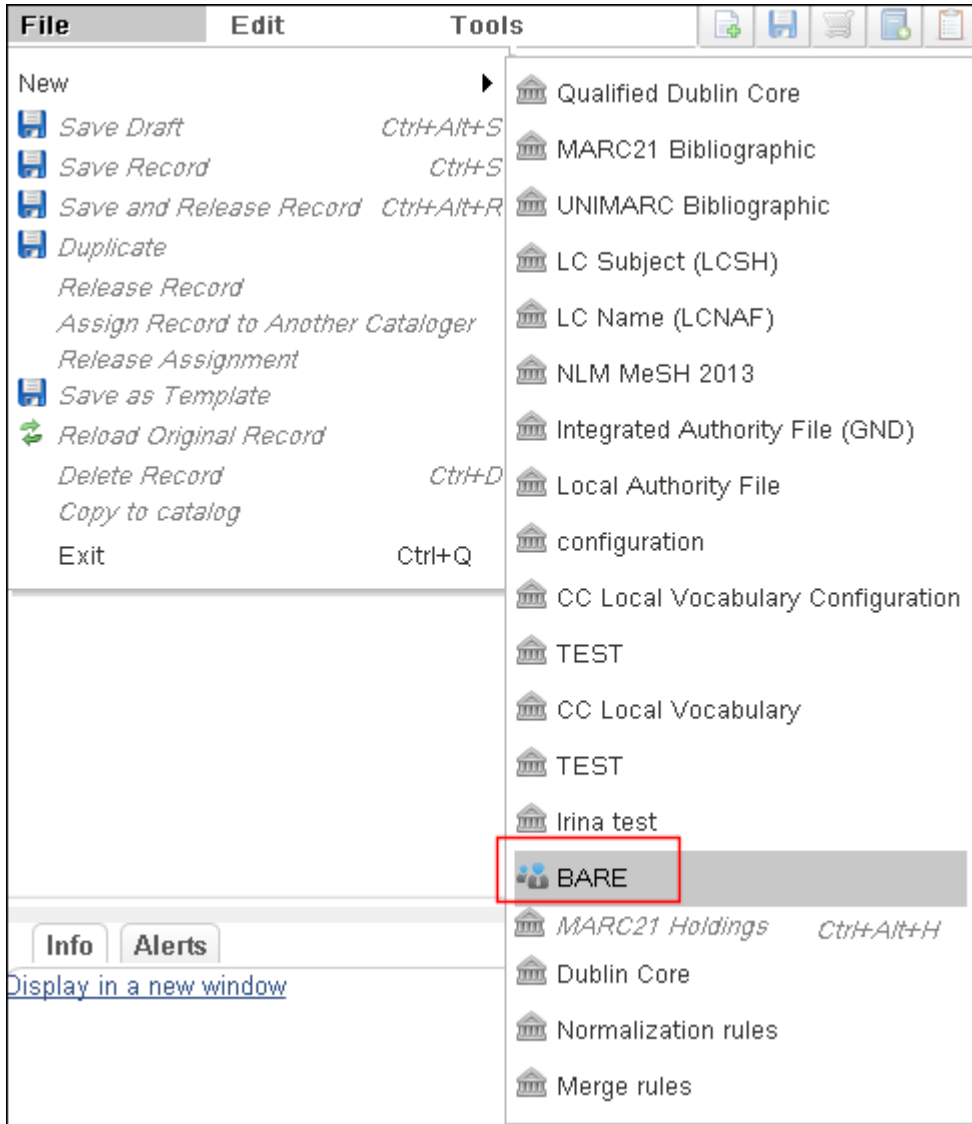 File Edit Tools
New
Save Draft Ctrl+Alt+S
Save Record Ctrl+S
Save and Release Record Ctrl+Alt+R
Duplicate
Release Record
Assign Record to Another Cataloger
Release Assignment
Save as Template
Reload Original Record
Delete Record Ctrl+D
Copy to catalog
Exit Ctrl+Q
Qualified Dublin Core
MARC21 Bibliographic
UNIMARC Bibliographic
LC Subject (LCSH)
LC Name (LCNAF)
NLM MeSH 2013
Integrated Authority File (GND)
Local Authority File
configuration
CC Local Vocabulary Configuration
TEST
CC Local Vocabulary
TEST
Irina test
BARE
MARC21 Holdings Ctrl+Alt+H
Dublin Core
Normalization rules
Merge rules
Info Alerts
Display in a new window